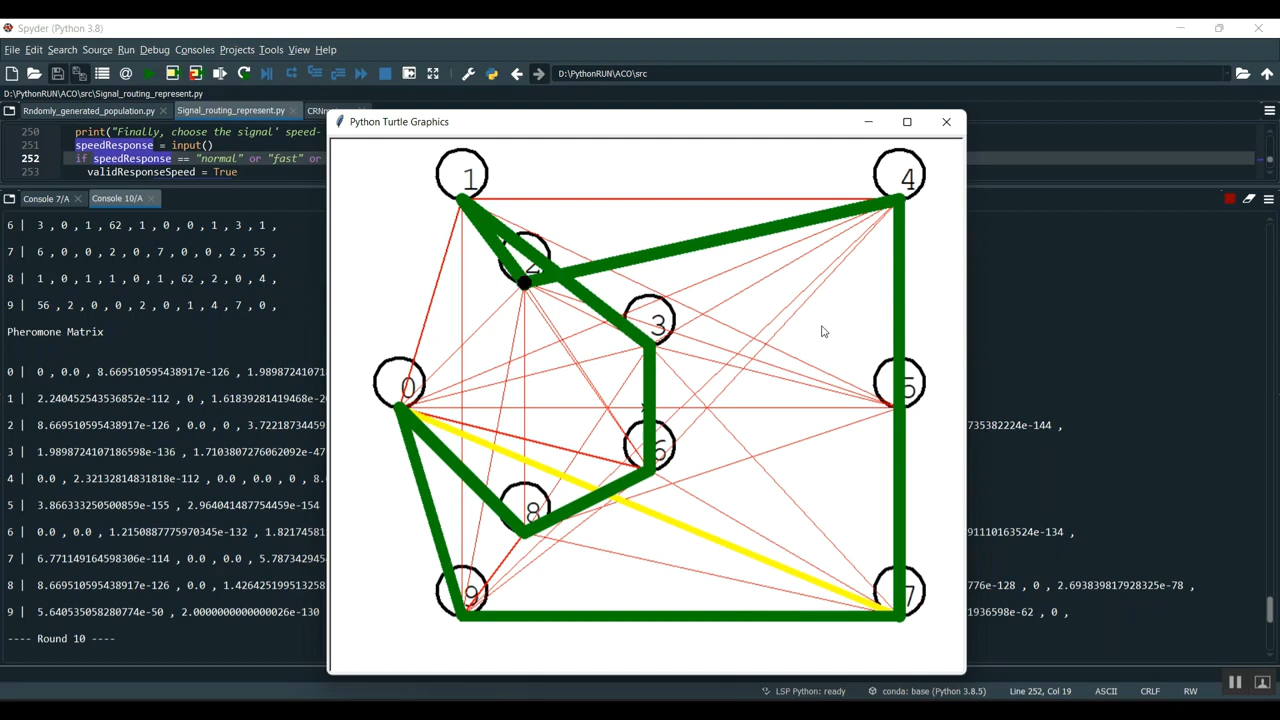 Spyder (Python 3.8)
File Edit Search Source Run Debug Consoles Projects Tools View Help
D:\PythonRUN\ACO\src
D:\PythonRUN\ACO\src\Signal_routing_represent.py
Rndomly_generated_population.py Signal_routing_represent.py CRN
250 print("Finally, choose the signal' speed-
251 speedResponse = input()
252 if speedResponse == "normal" or "fast" or
253 validResponseSpeed = True
Console 7/A Console 10/A
6 | 3 , 0 , 1 , 62 , 1 , 0 , 0 , 1 , 3 , 1 ,
7 | 6 , 0 , 0 , 2 , 0 , 7 , 0 , 0 , 2 , 55 ,
8 | 1 , 0 , 1 , 1 , 0 , 1 , 62 , 2 , 0 , 4 ,
9 | 56 , 2 , 0 , 0 , 2 , 0 , 1 , 4 , 7 , 0 ,
Pheromone Matrix
0 | 0 , 0.0 , 8.669510595438917e-126 , 1.9898724107
1 | 2.240452543536852e-112 , 0 , 1.61839281419468e-2
2 | 8.669510595438917e-126 , 0.0 , 0 , 3.72218734459
735382224e-144 ,
3 | 1.9898724107186598e-136 , 1.7103807276062092e-47
4 | 0.0 , 2.32132814831818e-112 , 0.0 , 0.0 , 0 , 8.
5 | 3.866333250500859e-155 , 2.964041487754459e-154
6 | 0.0 , 0.0 , 1.2150887775970345e-132 , 1.82174581
91110163524e-134 ,
7 | 6.771149164598306e-114 , 0.0 , 0.0 , 5.787342945
8 | 8.669510595438917e-126 , 0.0 , 1.426425199513258
776e-128 , 0 , 2.693839817928325e-78 ,
9 | 5.640535058280774e-50 , 2.0000000000000026e-130
1936598e-62 , 0 ,
---- Round 10 ----
Python Turtle Graphics
1
4
2
3
0
5
6
8
9
7
LSP Python: ready conda: base (Python 3.8.5) Line 252, Col 19 ASCII CRLF RW